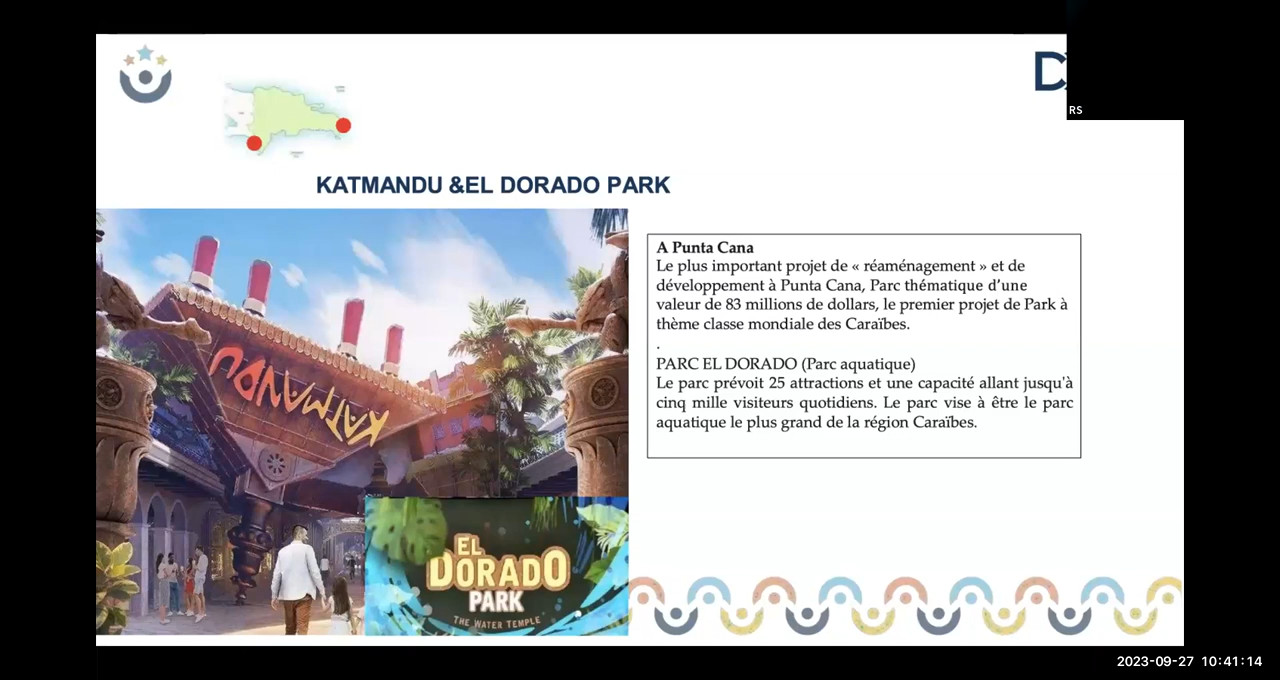 D
RS
KATMANDU &EL DORADO PARK
KATMANDU
A Punta Cana
Le plus important projet de « réaménagement » et de
développement à Punta Cana, Parc thématique d'une
valeur de 83 millions de dollars, le premier projet de Park à
thème classe mondiale des Caraïbes.
.
PARC EL DORADO (Parc aquatique)
Le parc prévoit 25 attractions et une capacité allant jusqu'à
cinq mille visiteurs quotidiens. Le parc vise à être le parc
aquatique le plus grand de la région Caraïbes.
EL
DORADO
PARK
THE WATER TEMPLE
2023-09-27 10:41:14